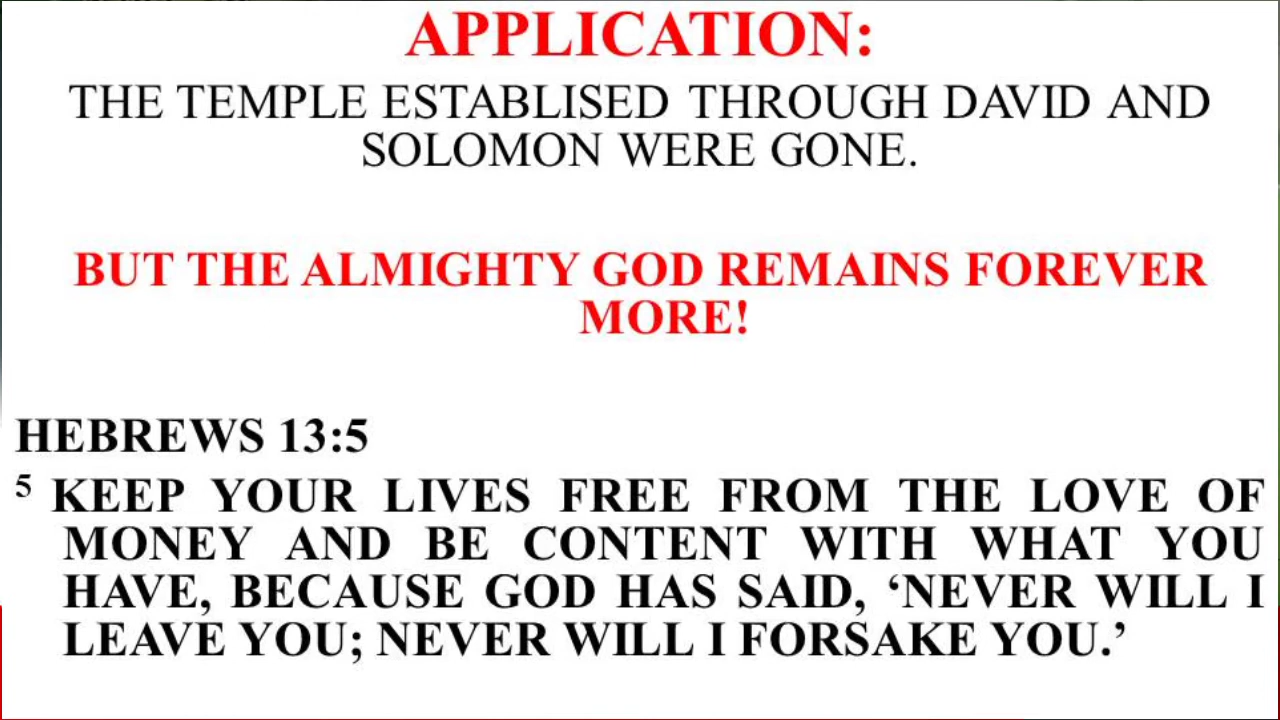 APPLICATION:
THE TEMPLE ESTABLISED THROUGH DAVID AND
SOLOMON WERE GONE.
BUT THE ALMIGHTY GOD REMAINS FOREVER
MORE!
HEBREWS 13:5
5 KEEP YOUR LIVES FREE FROM THE LOVE OF
MONEY AND BE CONTENT WITH WHAT YOU
HAVE, BECAUSE GOD HAS SAID, ‘NEVER WILL I
LEAVE YOU; NEVER WILL I FORSAKE YOU.’